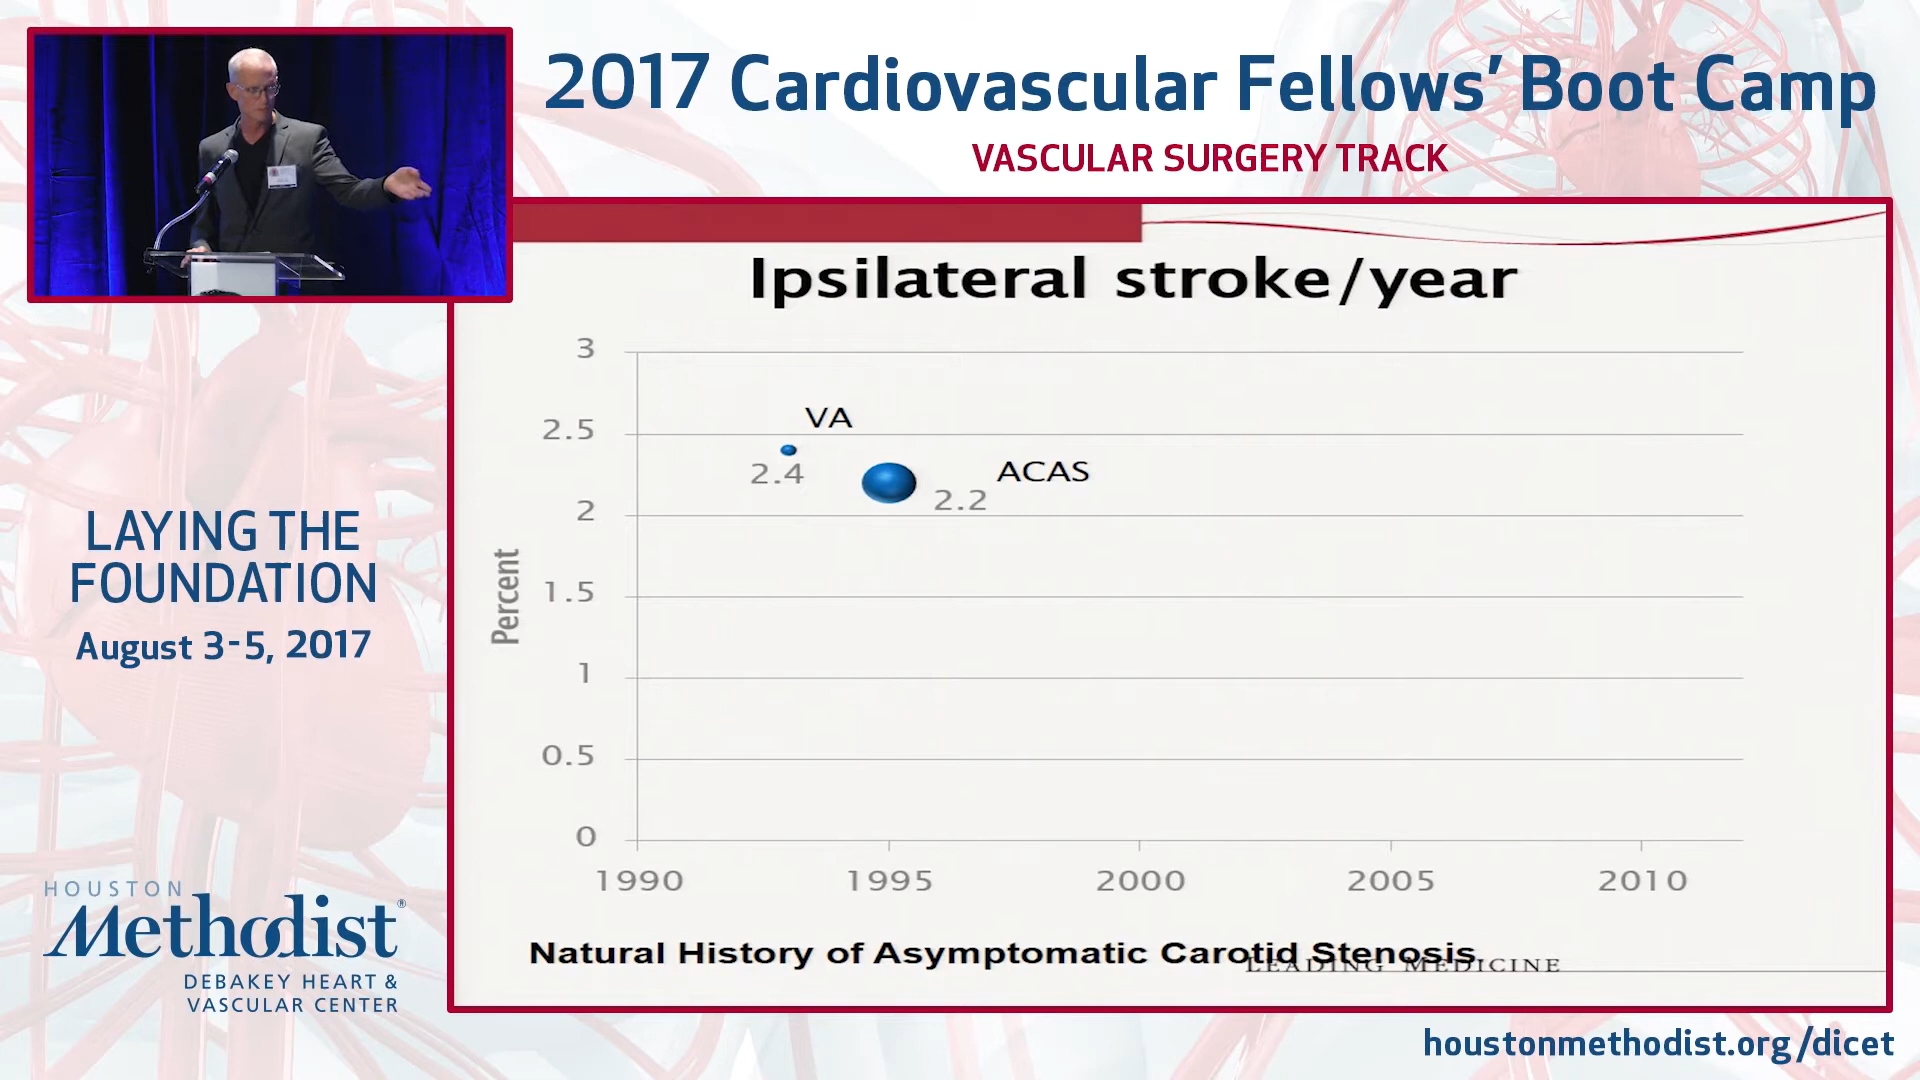 2017 Cardiovascular Fellows' Boot Camp
VASCULAR SURGERY TRACK
LAYING THE
FOUNDATION
August 3-5, 2017
HOUSTON
Methodist®
DEBAKEY HEART &
VASCULAR CENTER
Ipsilateral stroke/year
3
2.5
2
1.5
1
0.5
0
Percent
VA
2.4
ACAS
2.2
1990 1995 2000 2005 2010
Natural History of Asymptomatic Carotid Stenosis.
LEADING MEDICINE
houstonmethodist.org/dicet